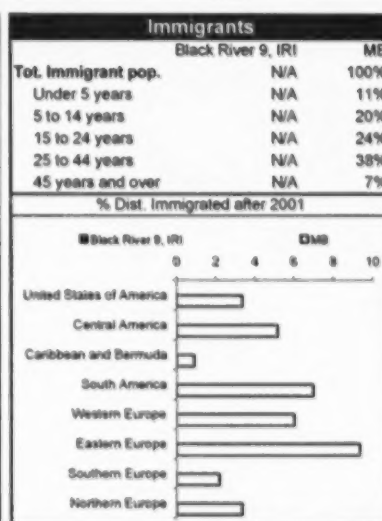 Immigrants
Black River 9, IRI MB
Tot. Immigrant pop. N/A 100%
Under 5 years N/A 11%
5 to 14 years N/A 20%
15 to 24 years N/A 24%
25 to 44 years N/A 38%
45 years and over N/A 7%
% Dist. Immigrated after 2001
Black River 9, IRI MB
0 2 4 6 8 10
United States of America
Central America
Caribbean and Bermuda
South America
Western Europe
Eastern Europe
Southern Europe
Northern Europe